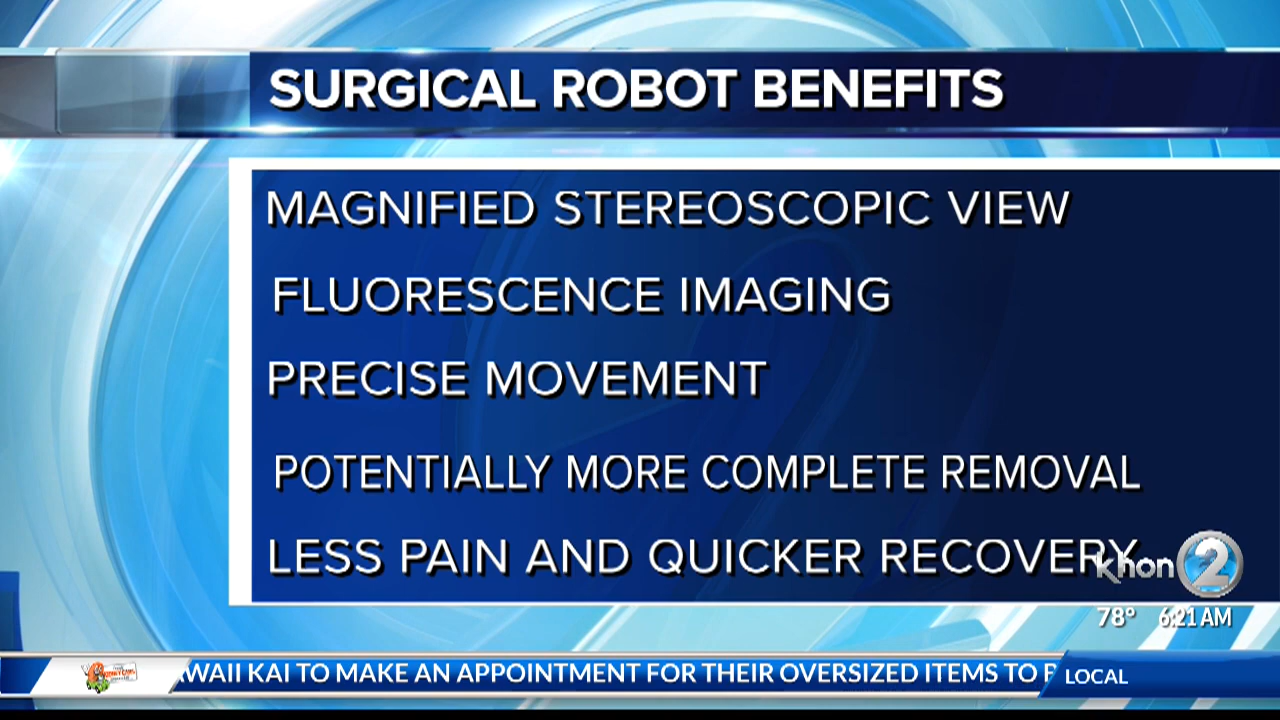 SURGICAL ROBOT BENEFITS
MAGNIFIED STEREOSCOPIC VIEW
FLUORESCENCE IMAGING
PRECISE MOVEMENT
POTENTIALLY MORE COMPLETE REMOVAL
LESS PAIN AND QUICKER RECOVERY
khon 2
78° 6:21 AM
KAI TO MAKE AN APPOINTMENT FOR THEIR OVERSIZED ITEMS TO
LOCAL